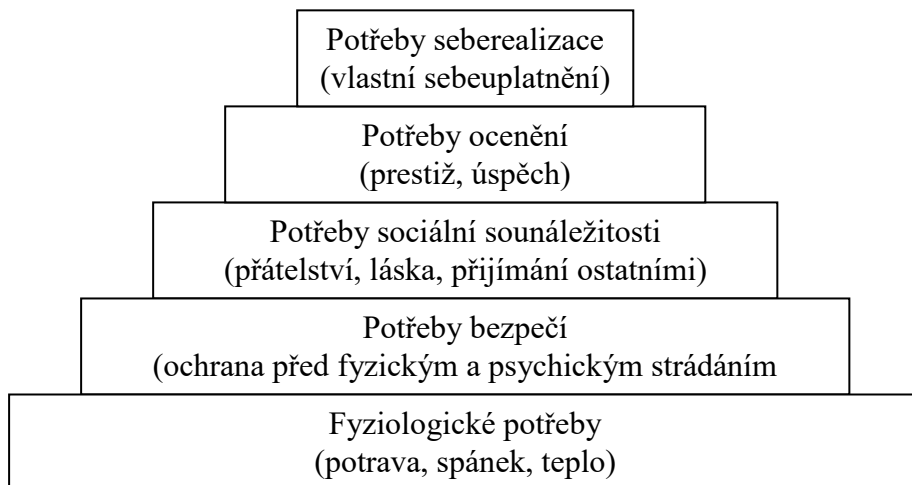 Potřeby seberealizace
(vlastní sebeuplatnění)
Potřeby ocenění
(prestiž, úspěch)
Potřeby sociální sounáležitosti
(přátelství, láska, přijímání ostatními)
Potřeby bezpečí
(ochrana před fyzickým a psychickým strádáním
Fyziologické potřeby
(potrava, spánek, teplo)